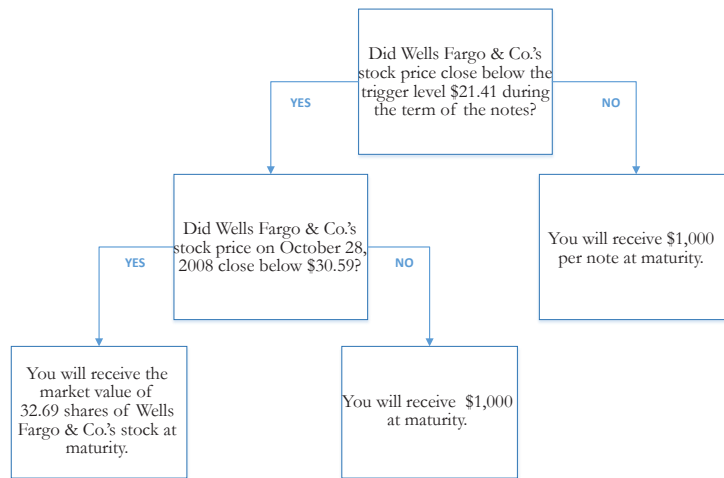 Did Wells Fargo & Co.'s
stock price close below the
trigger level $21.41 during
the term of the notes?
YES
NO
Did Wells Fargo & Co.'s
stock price on October 28,
2008 close below $30.59?
You will receive $1,000
per note at maturity.
YES
NO
You will receive the
market value of
32.69 shares of Wells
Fargo & Co.'s stock at
maturity.
You will receive $1,000
at maturity.